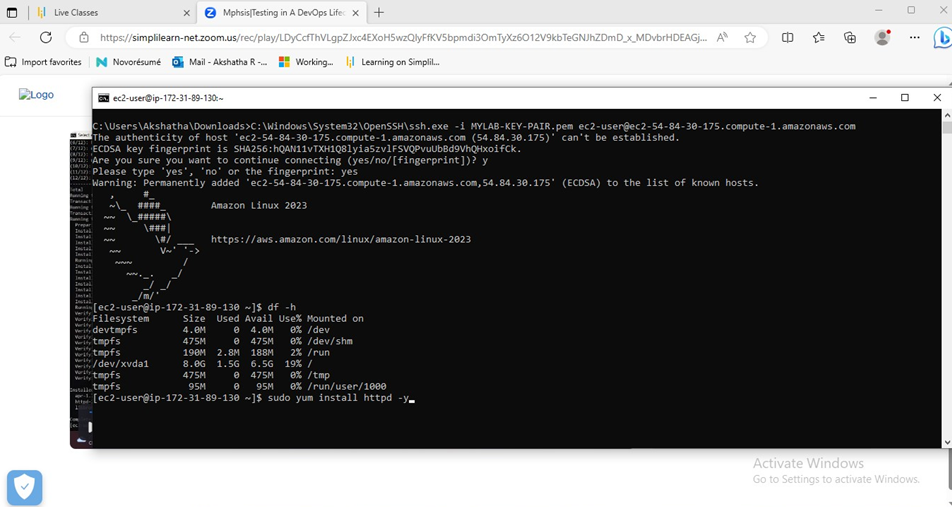 Live Classes
Mphsis|Testing in A DevOps Lifec
https://simplilearn-net.zoom.us/rec/play/LDyCcfThVLgpZJxc4EXoH5wzQlyFfKV5bpmdi3OmTyXz6O12V9kbTeGNJhZDmD_x_MDvbrHDEAGj...
Import favorites
Novorésumé
Mail - Akshatha R -...
Working...
Learning on Simplil...
Logo
ec2-user@ip-172-31-89-130:~
C:\Users\Akshatha\Downloads>C:\Windows\System32\OpenSSH\ssh.exe -i MYLAB-KEY-PAIR.pem ec2-user@ec2-54-84-30-175.compute-1.amazonaws.com
The authenticity of host 'ec2-54-84-30-175.compute-1.amazonaws.com (54.84.30.175)' can't be established.
ECDSA key fingerprint is SHA256:hQAN11vTXH1Q8lyia5zvlFSVQPvuUbBd9VhQHxoifCk.
Are you sure you want to continue connecting (yes/no/[fingerprint])? y
Please type 'yes', 'no' or the fingerprint: yes
Warning: Permanently added 'ec2-54-84-30-175.compute-1.amazonaws.com,54.84.30.175' (ECDSA) to the list of known hosts.
Amazon Linux 2023
https://aws.amazon.com/linux/amazon-linux-2023
[ec2-user@ip-172-31-89-130 ~]$ df -h
Filesystem Size Used Avail Use% Mounted on
devtmpfs 4.0M 0 4.0M 0% /dev
tmpfs 475M 0 475M 0% /dev/shm
tmpfs 190M 2.8M 188M 2% /run
/dev/xvda1 8.0G 1.5G 6.5G 19% /
tmpfs 475M 0 475M 0% /tmp
tmpfs 95M 0 95M 0% /run/user/1000
[ec2-user@ip-172-31-89-130 ~]$ sudo yum install httpd -y
Activate Windows
Go to Settings to activate Windows.